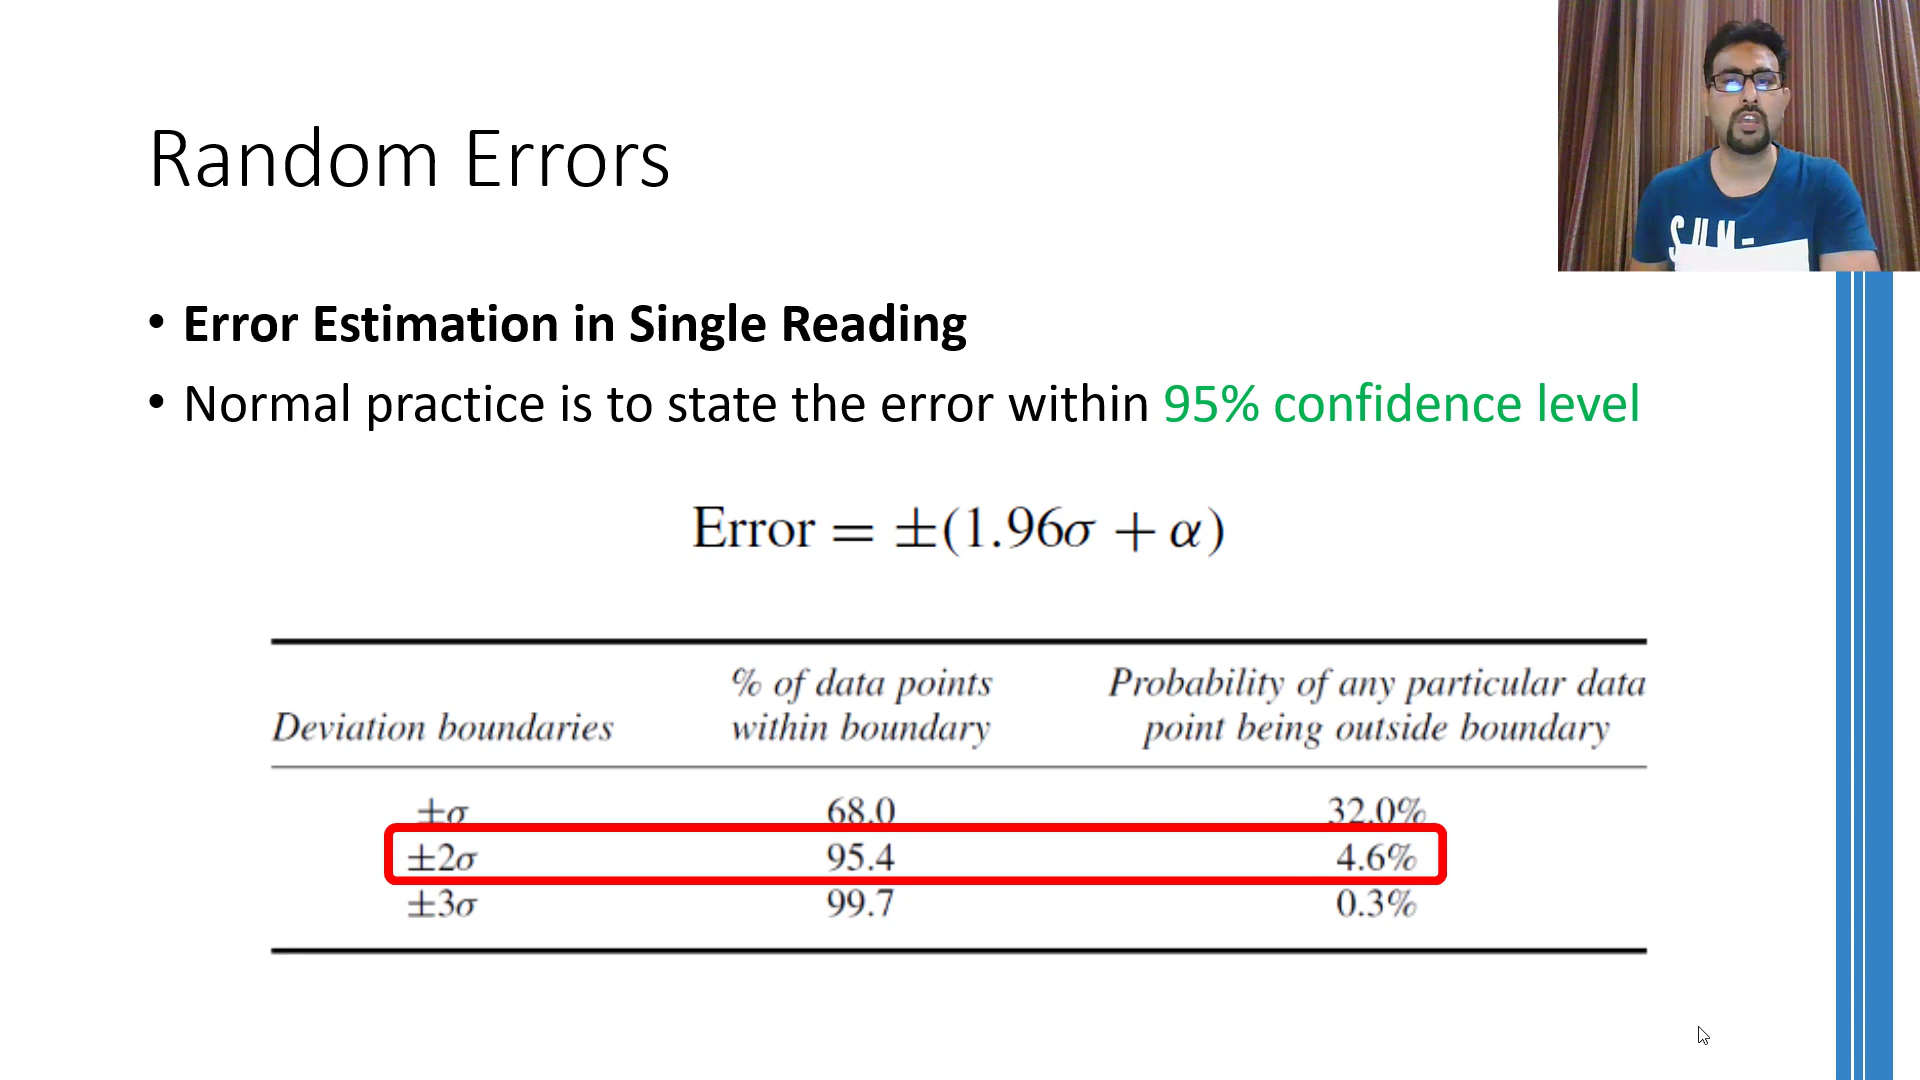 Random Errors
• Error Estimation in Single Reading
• Normal practice is to state the error within 95% confidence level
Error = ±(1.96σ + α)
Deviation boundaries % of data points within boundary Probability of any particular data point being outside boundary
±σ 68.0 32.0%
±2σ 95.4 4.6%
±3σ 99.7 0.3%